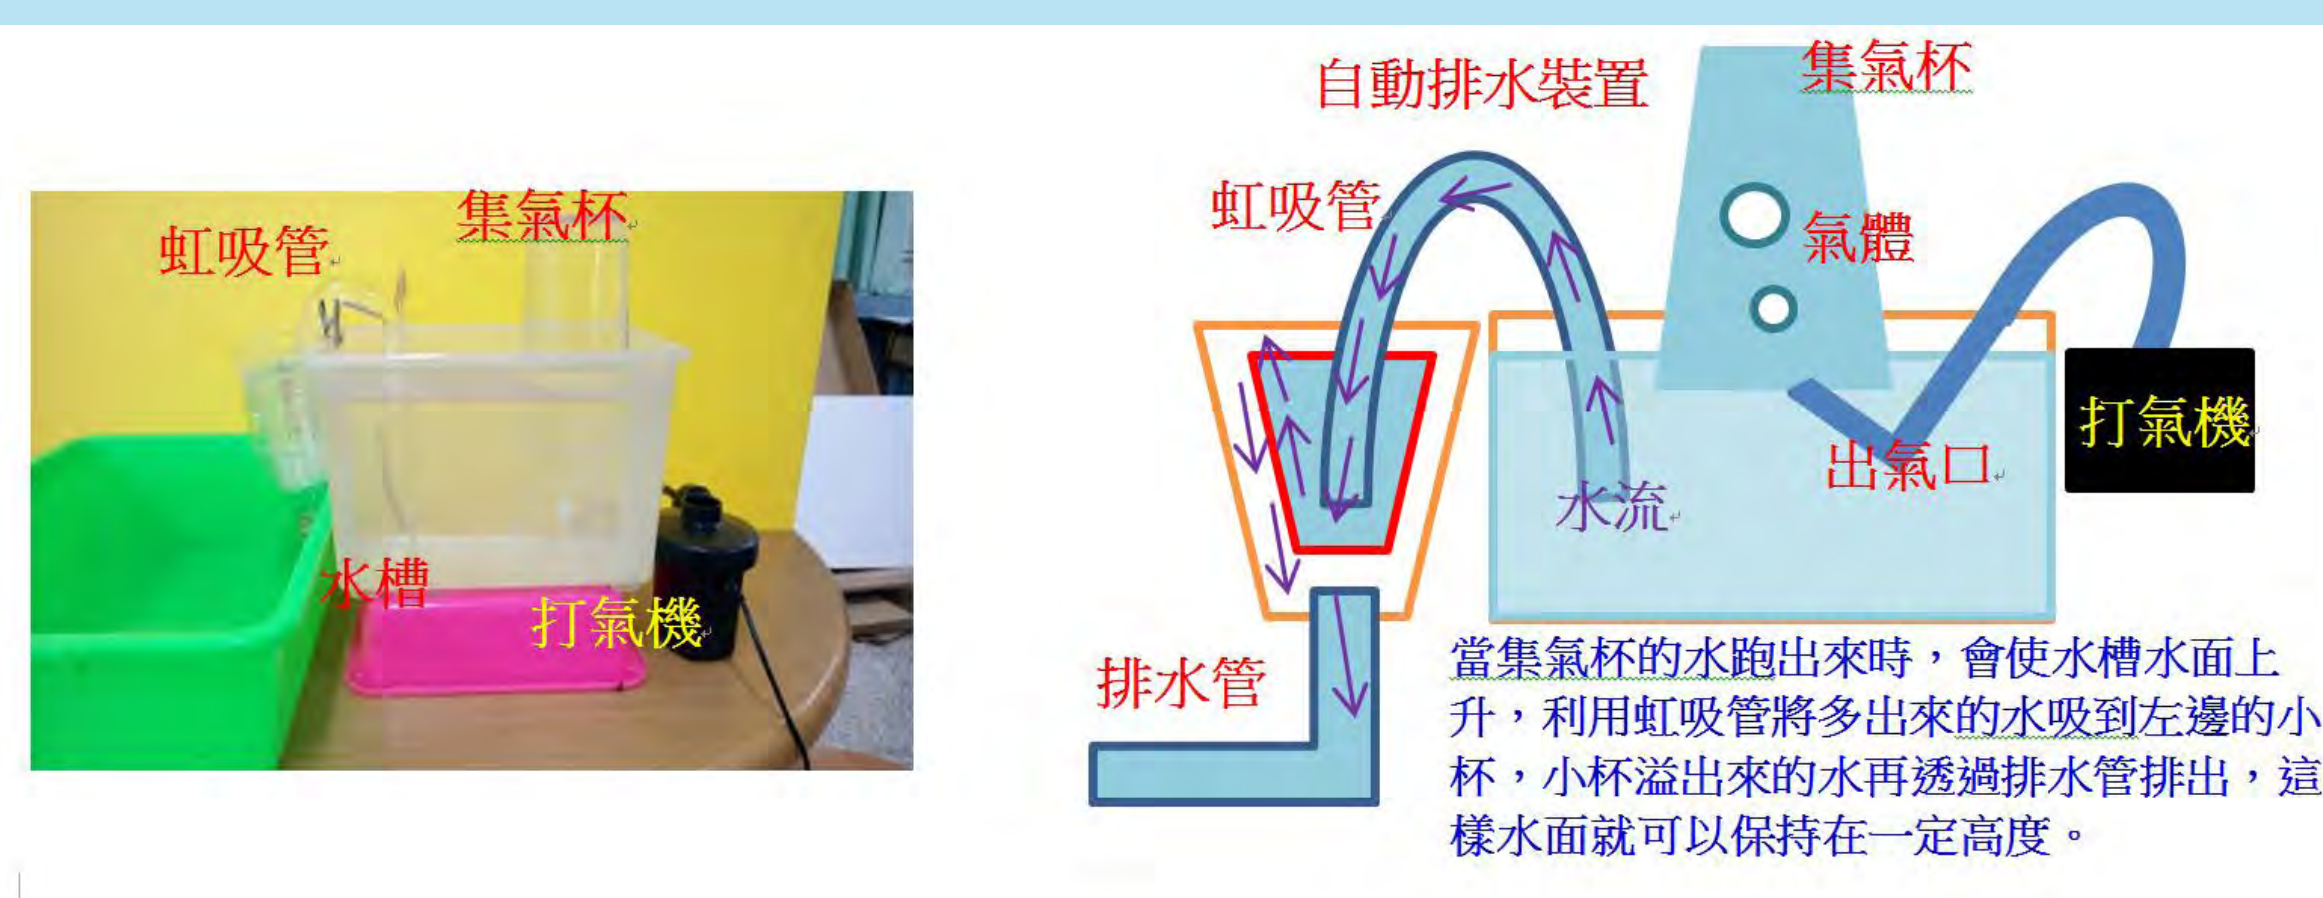 虹吸管
集氣杯
水槽
打氣機
自動排水裝置
集氣杯
虹吸管
氣體
打氣機
出氣口
水流
排水管
當集氣杯的水跑出來時，會使水槽水面上
升，利用虹吸管將多出來的水吸到左邊的小
杯，小杯溢出來的水再透過排水管排出，這
樣水面就可以保持在一定高度。